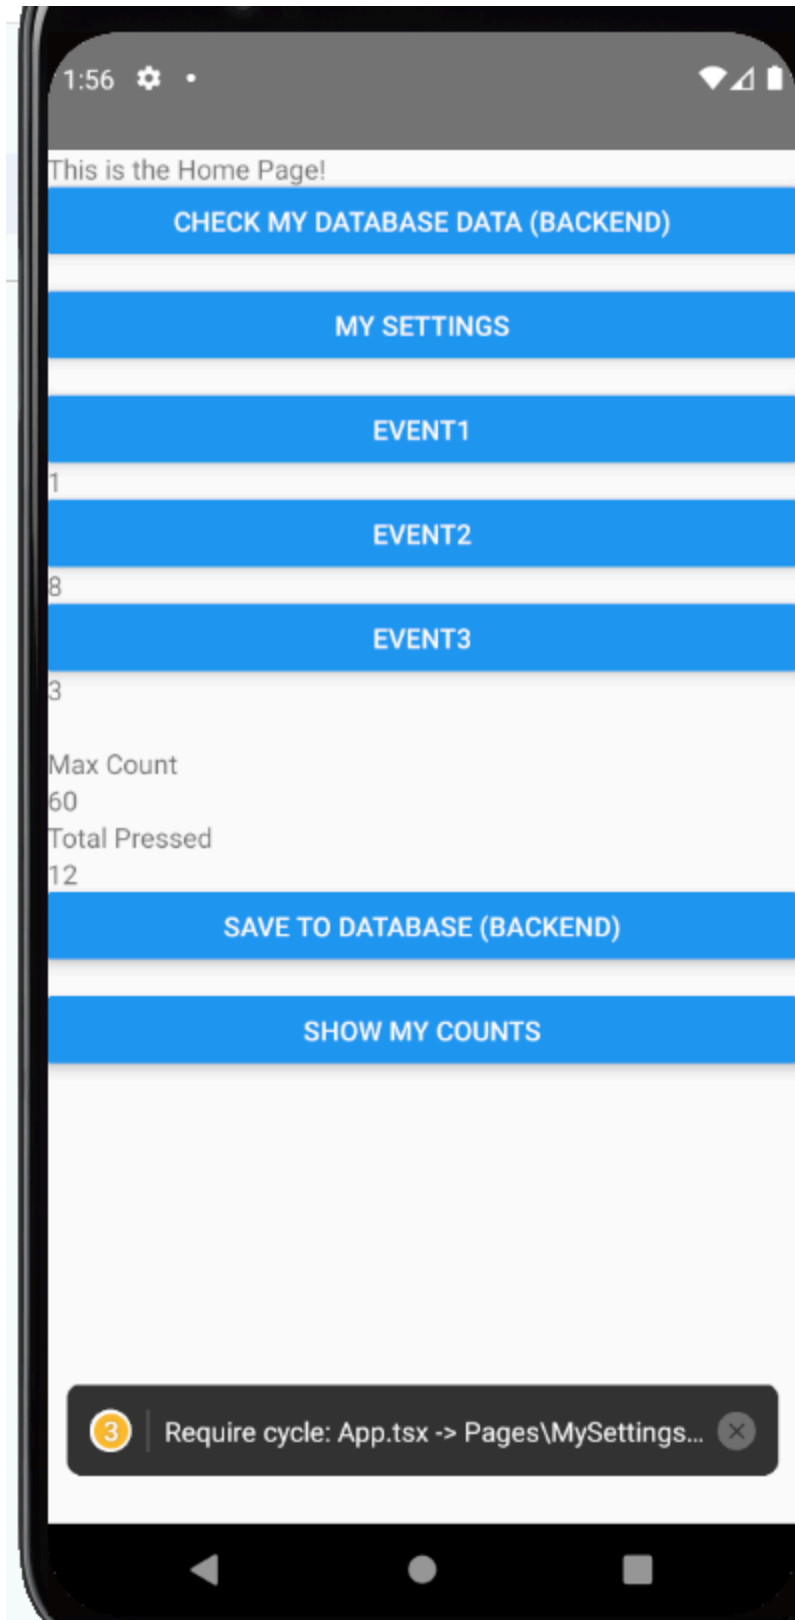 1:56
This is the Home Page!
CHECK MY DATABASE DATA (BACKEND)
MY SETTINGS
EVENT1
1
EVENT2
8
EVENT3
3
Max Count
60
Total Pressed
12
SAVE TO DATABASE (BACKEND)
SHOW MY COUNTS
3 Require cycle: App.tsx -> Pages\MySettings...